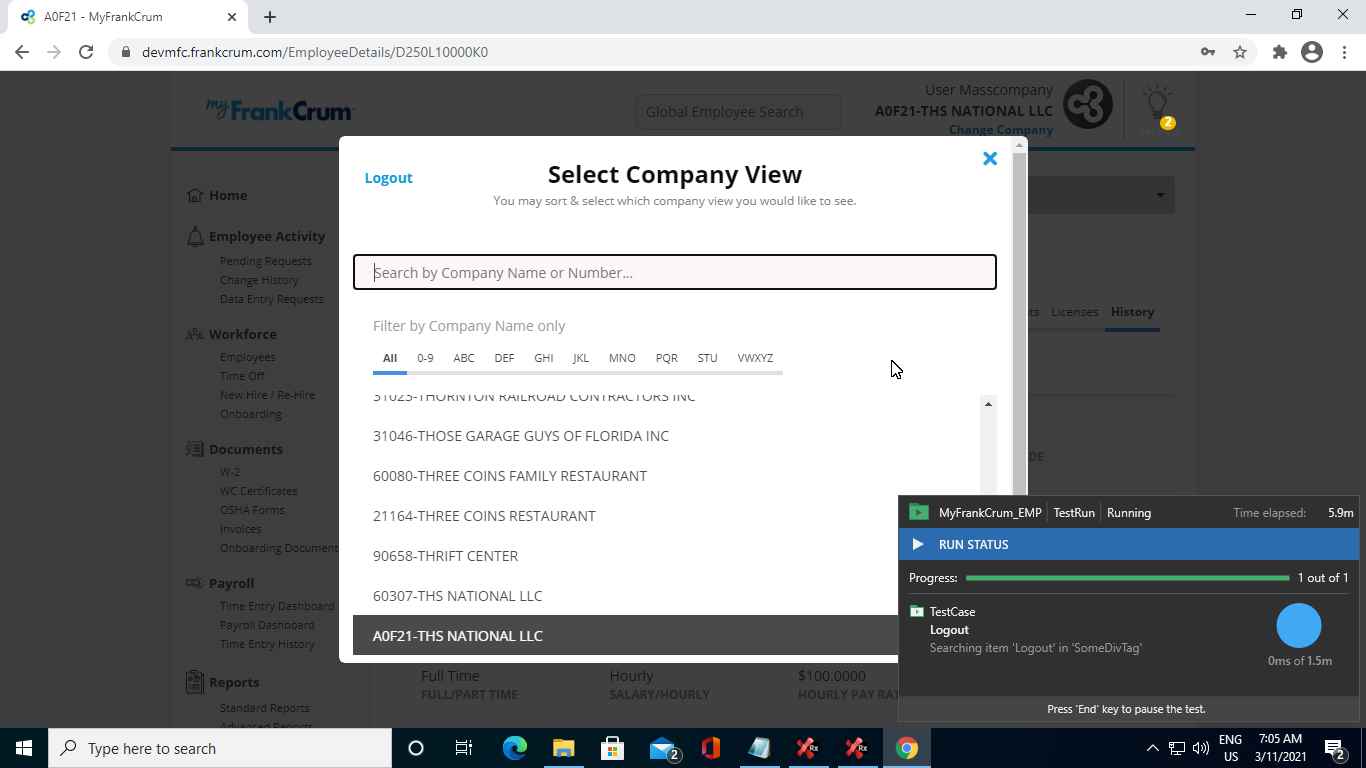 A0F21 - MyFrankCrum
devmfc.frankcrum.com/EmployeeDetails/D250L10000K0
myFrankCrum
Global Employee Search
User Masscompany
A0F21-THS NATIONAL LLC
Change Company
2
Home
Employee Activity
Pending Requests
Change History
Data Entry Requests
Workforce
Employees
Time Off
New Hire / Re-Hire
Onboarding
Documents
W-2
WC Certificates
OSHA Forms
Invoices
Onboarding Document
Payroll
Time Entry Dashboard
Payroll Dashboard
Time Entry History
Reports
Standard Reports
Advanced Reports
Logout
Select Company View
You may sort & select which company view you would like to see.
Search by Company Name or Number...
Filter by Company Name only
All 0-9 ABC DEF GHI JKL MNO PQR STU VWXYZ
31025-THORNTON RAILROAD CONTRACTORS INC
31046-THOSE GARAGE GUYS OF FLORIDA INC
60080-THREE COINS FAMILY RESTAURANT
21164-THREE COINS RESTAURANT
90658-THRIFT CENTER
60307-THS NATIONAL LLC
A0F21-THS NATIONAL LLC
ts Licenses History
DE
Full Time Hourly $100.0000
FULL/PART TIME SALARY/HOURLY HOURLY PAY RAT
MyFrankCrum_EMP TestRun Running Time elapsed: 5.9m
RUN STATUS
Progress: 1 out of 1
TestCase
Logout
Searching item 'Logout' in 'SomeDivTag'
0ms of 1.5m
Press 'End' key to pause the test.
Type here to search
2
Rx
Rx
ENG
US
7:05 AM
3/11/2021
2